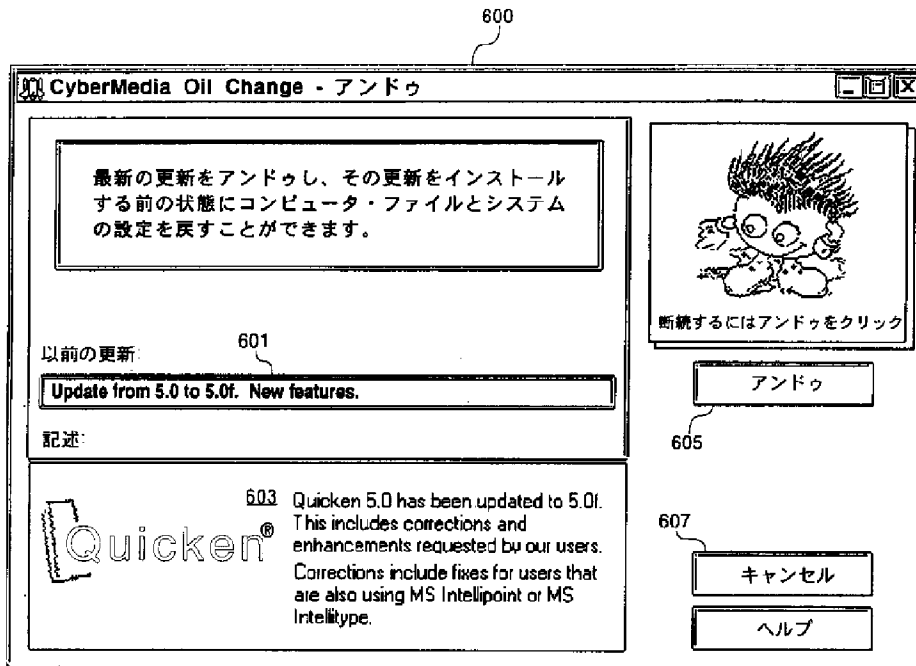 600
CyberMedia Oil Change - アンドゥ
最新の更新をアンドゥし、その更新をインストール
する前の状態にコンピュータ・ファイルとシステム
の設定を戻すことができます。
断続するにはアンドゥをクリック
以前の更新:
601
Update from 5.0 to 5.0f. New features.
アンドゥ
605
記述:
Quicken®
603
Quicken 5.0 has been updated to 5.0f.
This includes corrections and
enhancements requested by our users.
Corrections include fixes for users that
are also using MS Intellipoint or MS
Intellitype.
607
キャンセル
ヘルプ